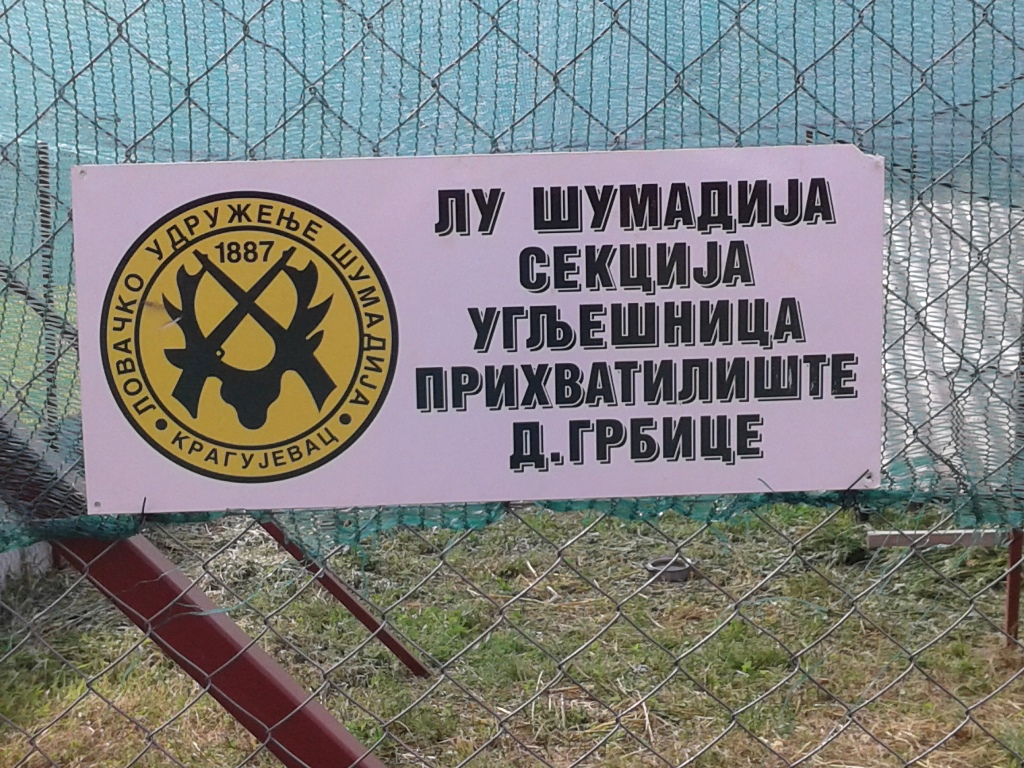 ЛОВАЧКО УДРУЖЕЊЕ ШУМАДИЈА
1887
• КРАГУЈЕВАЦ •
ЛУ ШУМАДИЈА
СЕКЦИЈА
УГЉЕШНИЦА
ПРИХВАТИЛИШТЕ
Д.ГРБИЦЕ